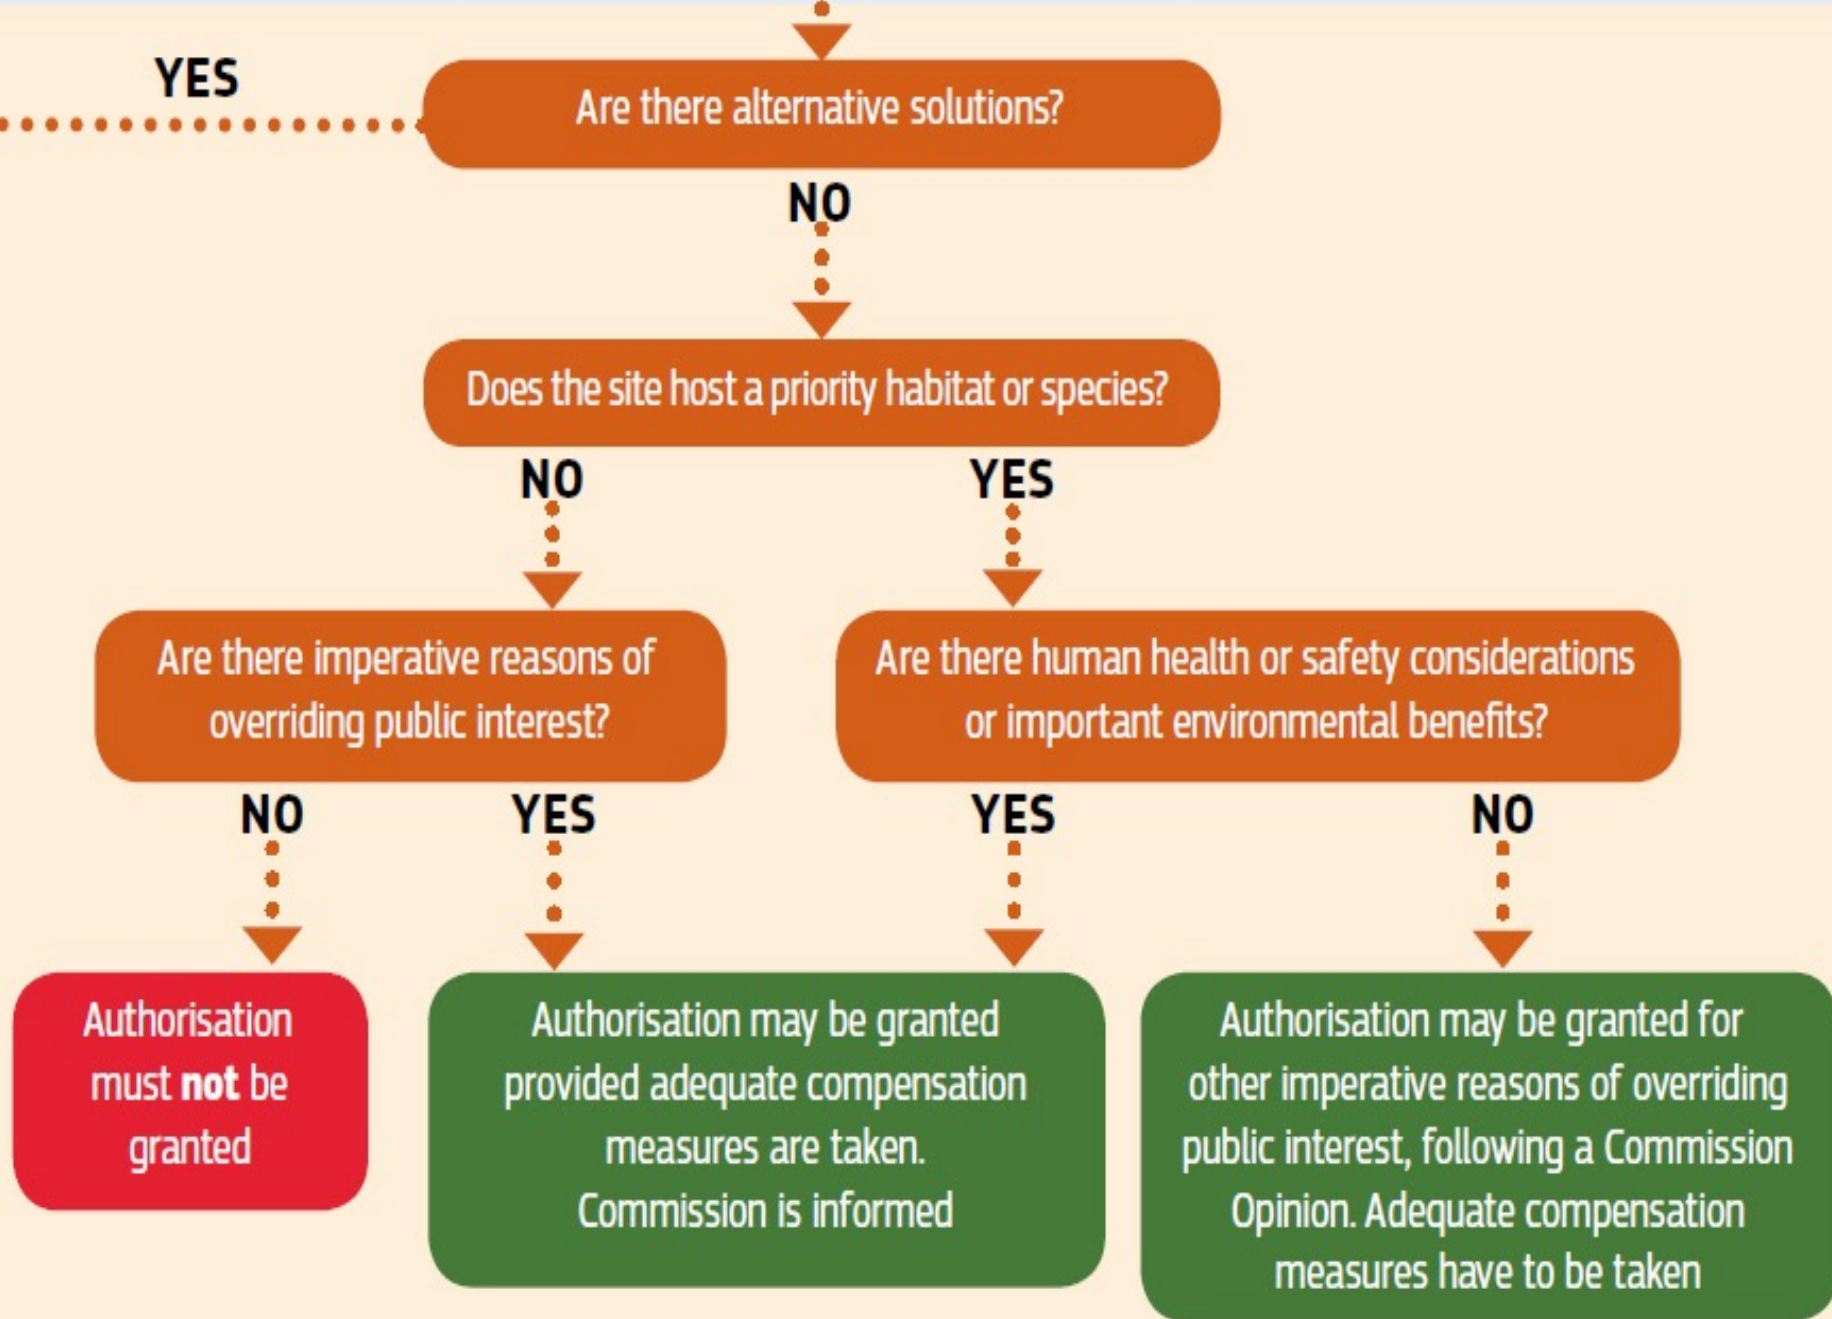 YES
Are there alternative solutions?
NO
Does the site host a priority habitat or species?
NO
YES
Are there imperative reasons of
overriding public interest?
Are there human health or safety considerations
or important environmental benefits?
NO
YES
YES
NO
Authorisation
must not be
granted
Authorisation may be granted
provided adequate compensation
measures are taken.
Commission is informed
Authorisation may be granted for
other imperative reasons of overriding
public interest, following a Commission
Opinion. Adequate compensation
measures have to be taken